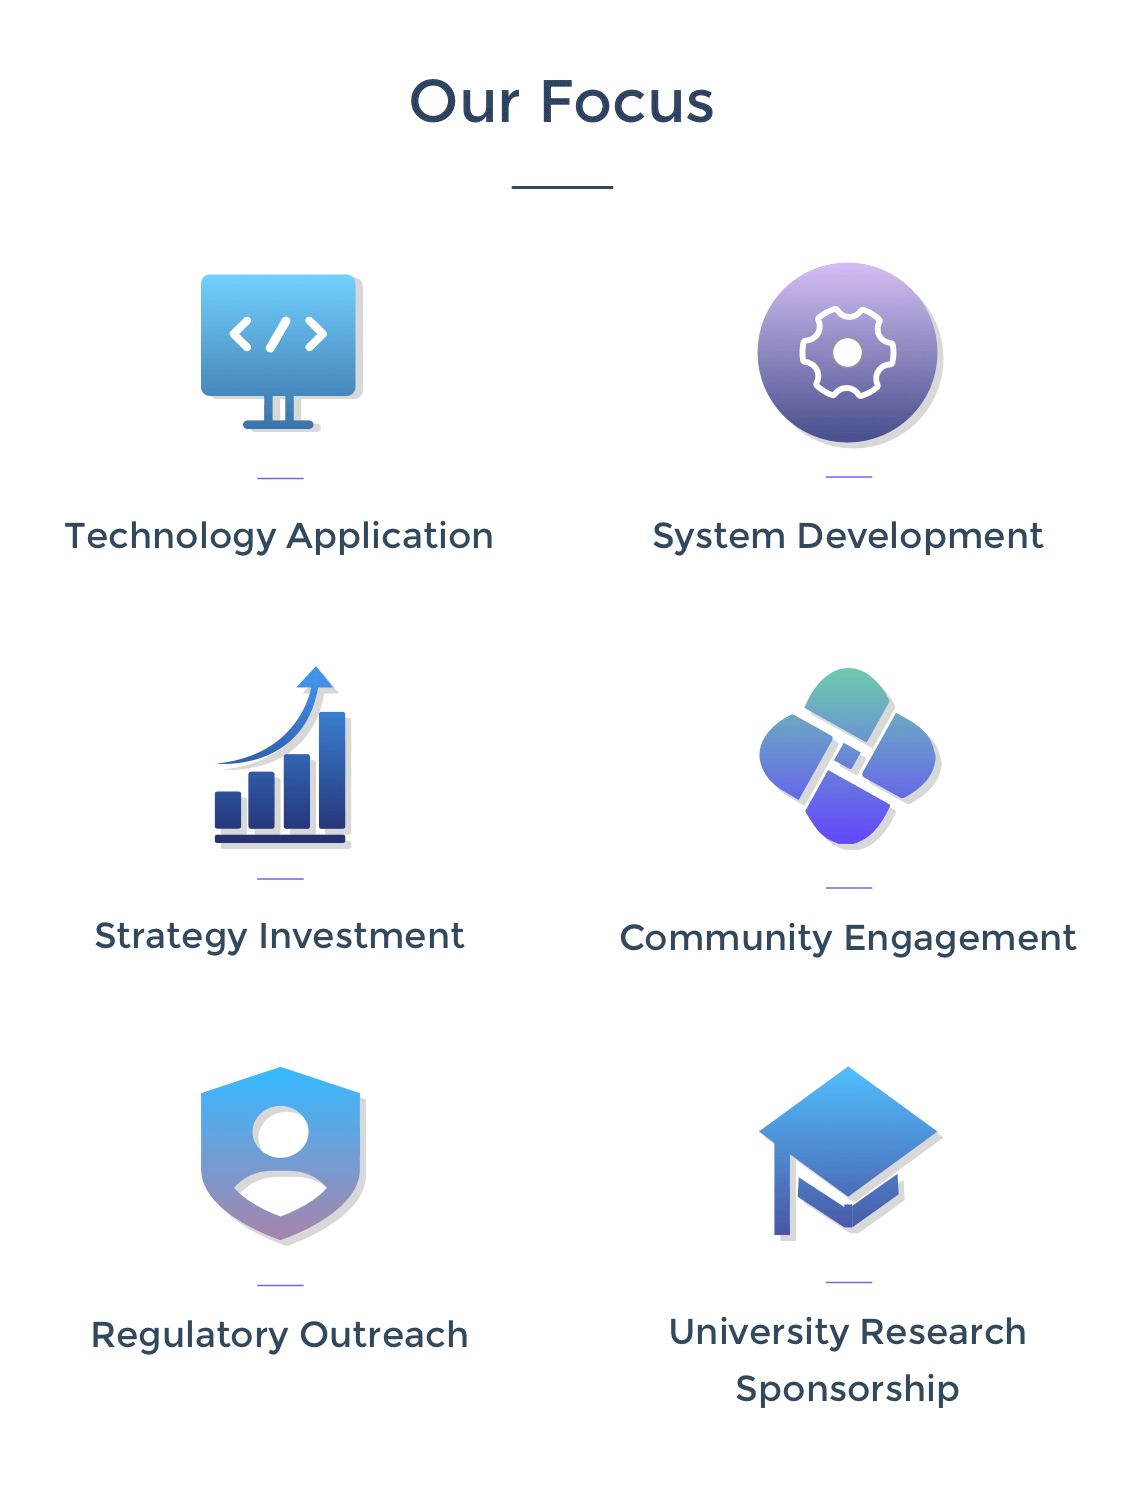 Our Focus
</>
Technology Application
System Development
Strategy Investment
Community Engagement
Regulatory Outreach
University Research
Sponsorship